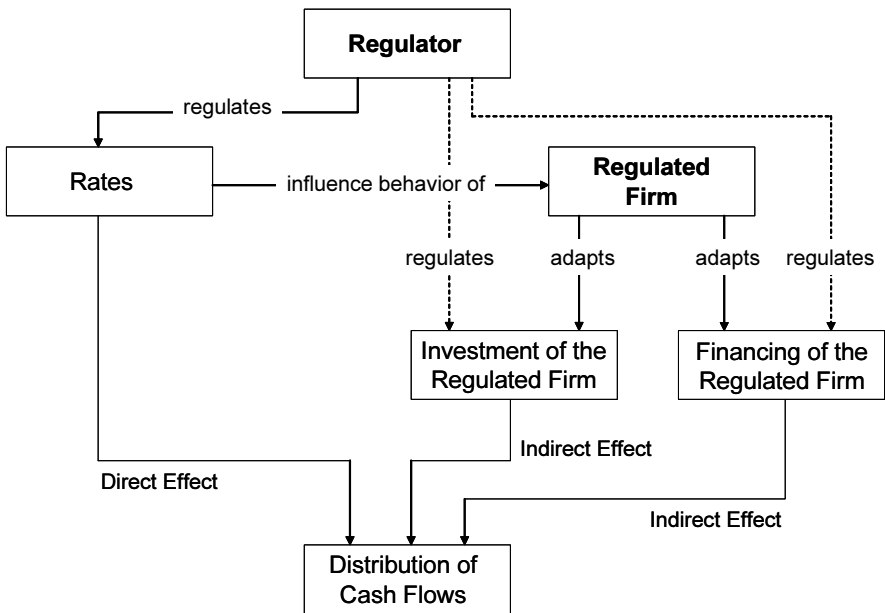 Regulator
regulates
Rates
influence behavior of
Regulated
Firm
regulates
adapts
adapts
regulates
Investment of the
Regulated Firm
Financing of the
Regulated Firm
Direct Effect
Indirect Effect
Indirect Effect
Distribution of
Cash Flows